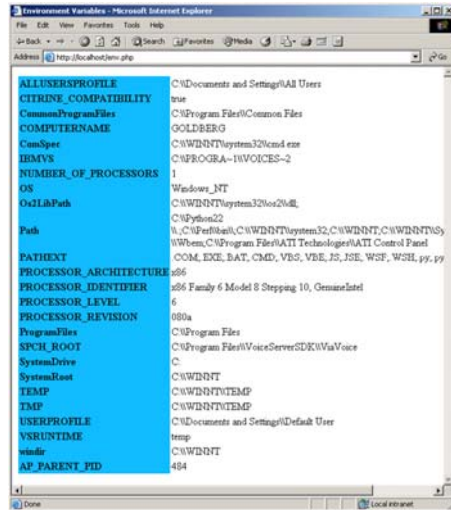 Environment Variables - Microsoft Internet Explorer
File Edit View Favorites Tools Help
Back Search Favorites Media
Address http://localhost/env.php Go
ALLUSERSPROFILE C:\\Documents and Settings\\All Users
CITRINE_COMPATIBILITY true
CommonProgramFiles C:\\Program Files\\Common Files
COMPUTERNAME GOLDBERG
ComSpec C:\\WINNT\\system32\\cmd.exe
IBMVS C:\\PROGRA~1\\VOICES~2
NUMBER_OF_PROCESSORS 1
OS Windows_NT
Os2LibPath C:\\WINNT\\system32\\os2\\dll;
C:\\Python22
Path \\.;C:\\Perl\\bin\\;C:\\WINNT\\system32;C:\\WINNT;C:\\WINNT\\Sy
\\Wbem;C:\\Program Files\\ATI Technologies\\ATI Control Panel
PATHEXT .COM;.EXE;.BAT;.CMD;.VBS;.VBE;.JS;.JSE;.WSF;.WSH;.py;.py
PROCESSOR_ARCHITECTURE x86
PROCESSOR_IDENTIFIER x86 Family 6 Model 8 Stepping 10, GenuineIntel
PROCESSOR_LEVEL 6
PROCESSOR_REVISION 080a
ProgramFiles C:\\Program Files
SPCH_ROOT C:\\Program Files\\VoiceServerSDK\\ViaVoice
SystemDrive C:
SystemRoot C:\\WINNT
TEMP C:\\WINNT\\TEMP
TMP C:\\WINNT\\TEMP
USERPROFILE C:\\Documents and Settings\\Default User
VSRUNTIME temp
windir C:\\WINNT
AP_PARENT_PID 484
Done Local intranet